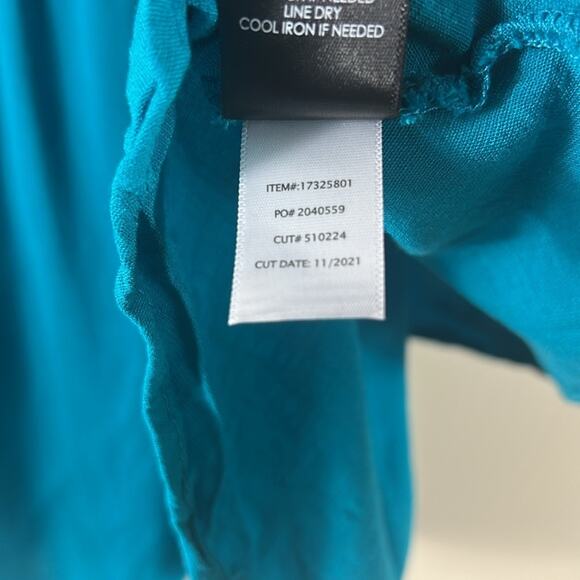 LINE DRY
COOL IRON IF NEEDED
ITEM#:17325801
PO# 2040559
CUT# 510224
CUT DATE: 11/2021